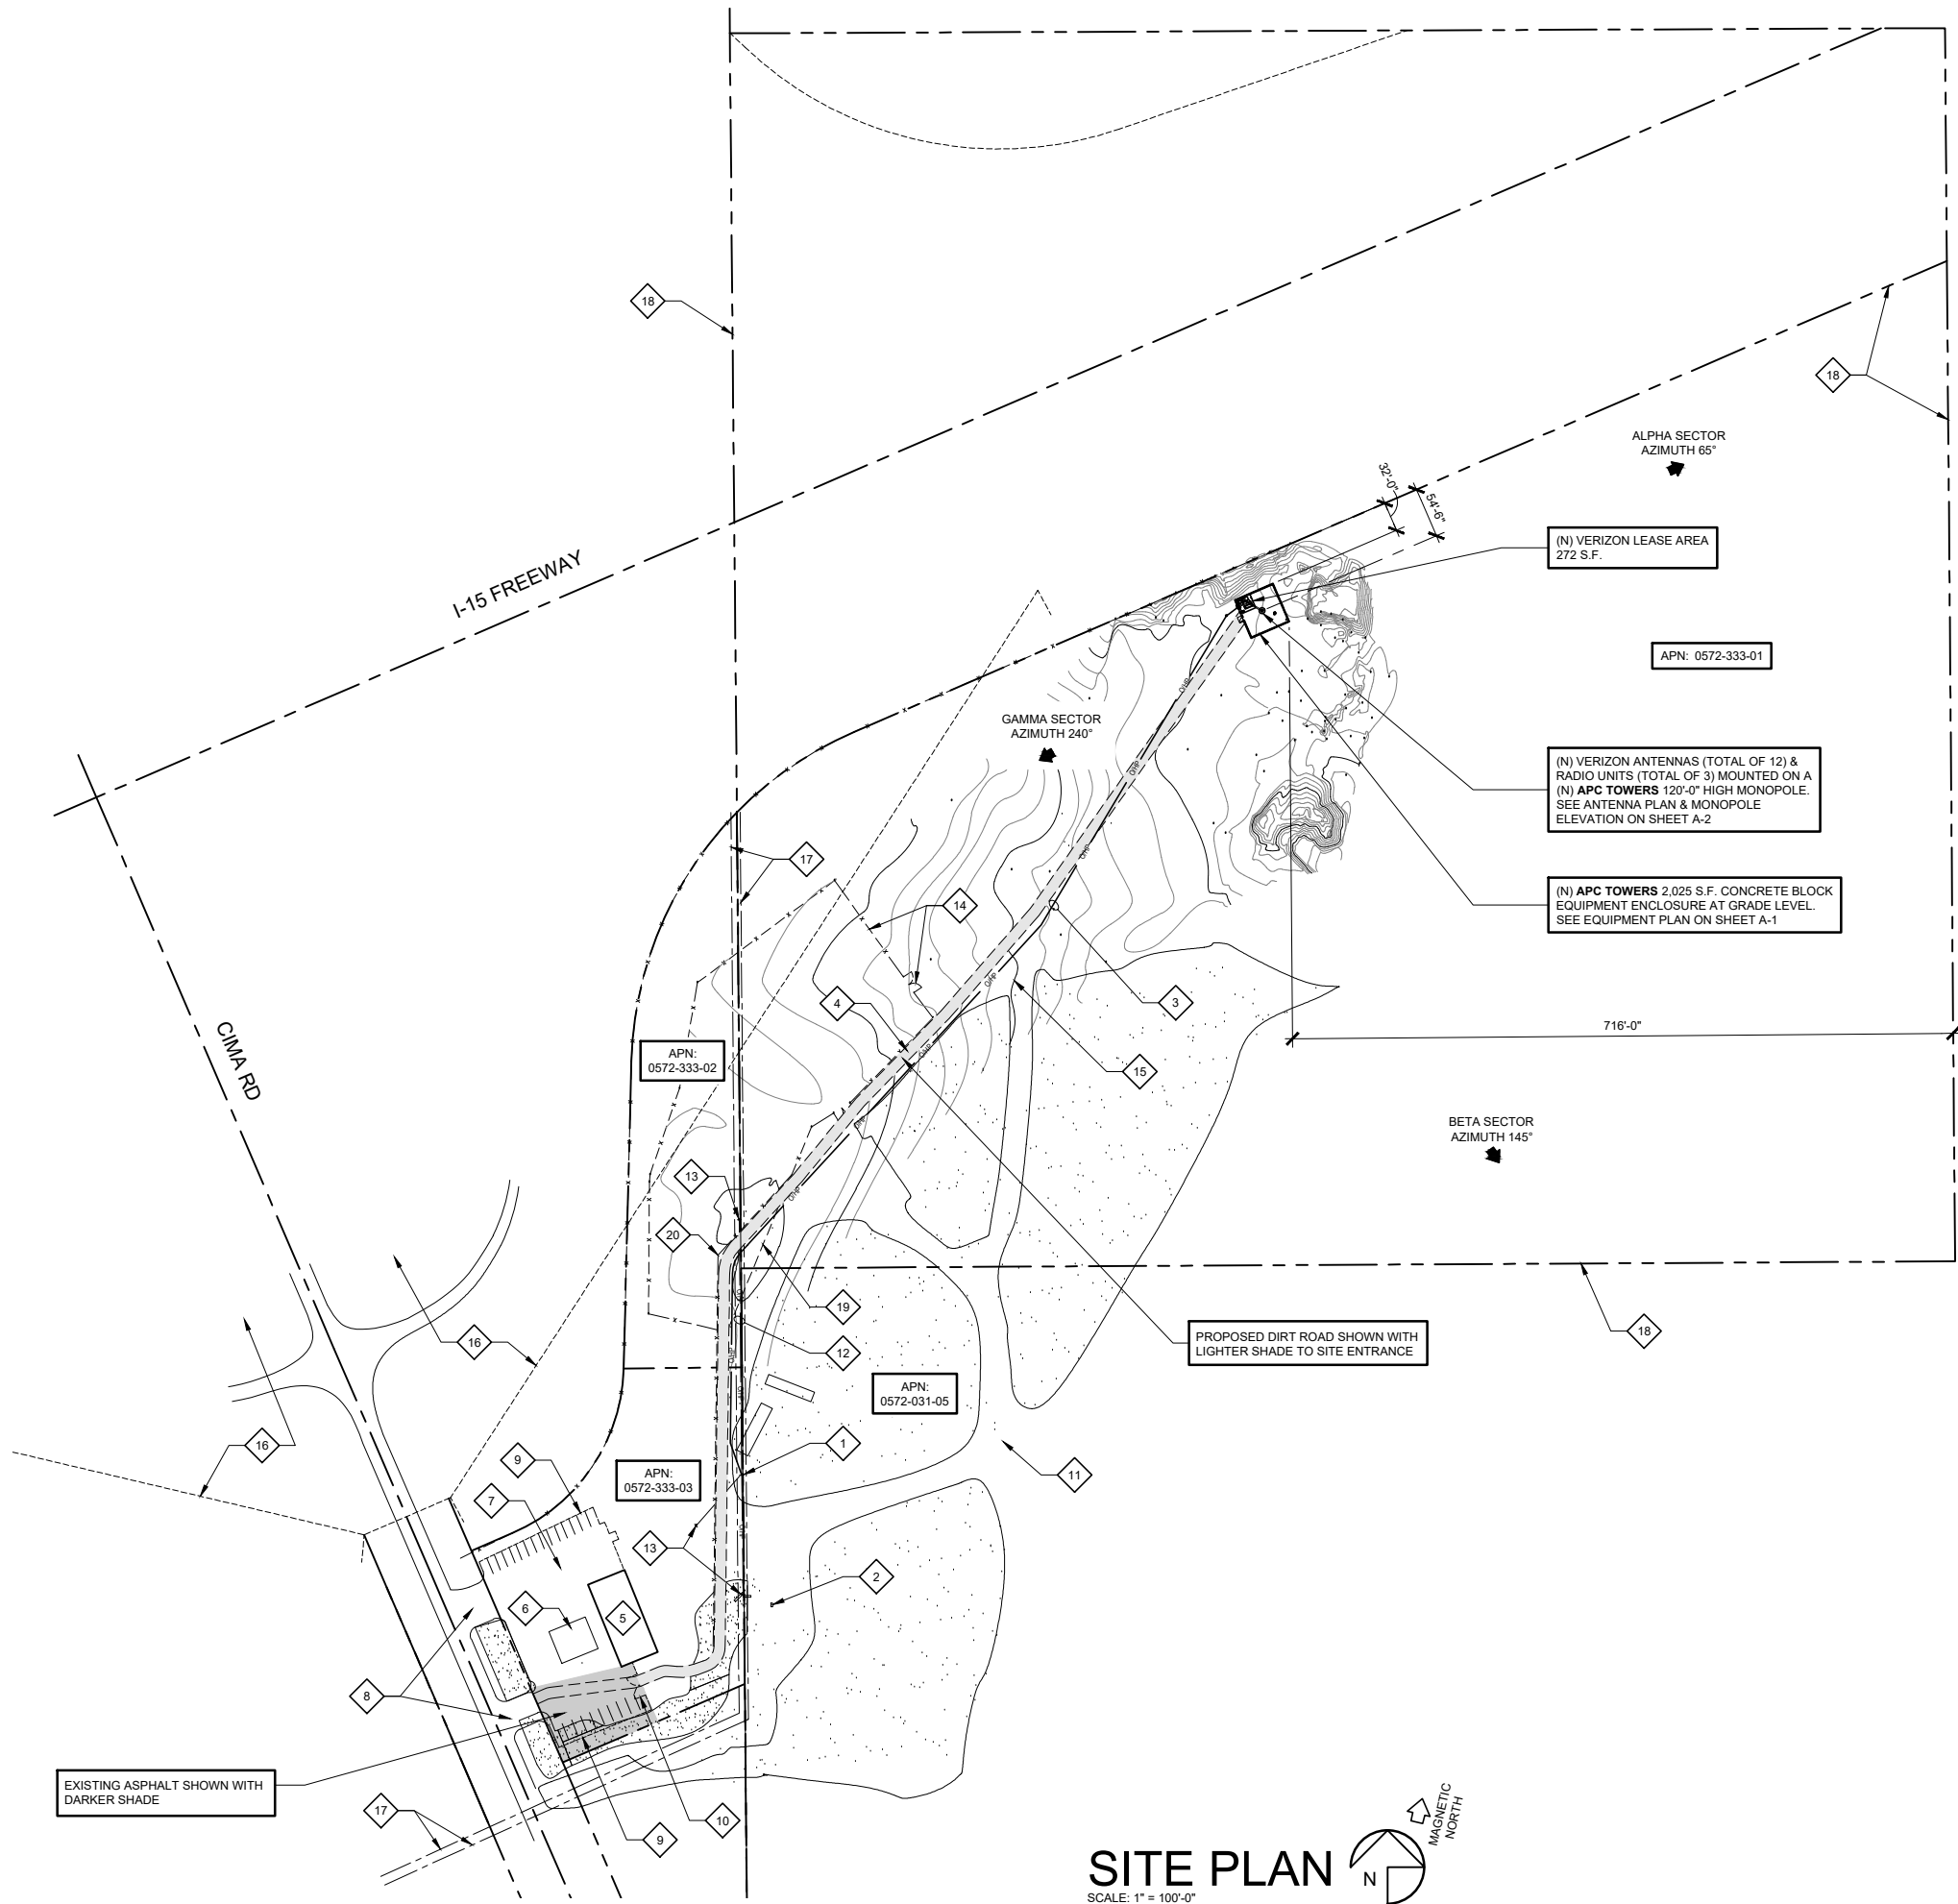 18
18
ALPHA SECTOR
AZIMUTH 65°
32'-0"
54'-6"
(N) VERIZON LEASE AREA
272 S.F.
I-15 FREEWAY
APN: 0572-333-01
GAMMA SECTOR
AZIMUTH 240°
O/HP
O/HP
O/HP
(N) VERIZON ANTENNAS (TOTAL OF 12) &
RADIO UNITS (TOTAL OF 3) MOUNTED ON A
(N) APC TOWERS 120'-0" HIGH MONOPOLE.
SEE ANTENNA PLAN & MONOPOLE
ELEVATION ON SHEET A-2
17
14
(N) APC TOWERS 2,025 S.F. CONCRETE BLOCK
EQUIPMENT ENCLOSURE AT GRADE LEVEL.
SEE EQUIPMENT PLAN ON SHEET A-1
O/HP
4
3
716'-0"
CIMA RD
APN:
0572-333-02
O/HP
15
O/HP
BETA SECTOR
AZIMUTH 145°
13
O/HP
20
19
18
16
12
PROPOSED DIRT ROAD SHOWN WITH
LIGHTER SHADE TO SITE ENTRANCE
APN:
0572-031-05
16
9
1
11
APN:
0572-333-03
7
13
2
6
5
8
EXISTING ASPHALT SHOWN WITH
DARKER SHADE
17
9
10
MAGNETIC
NORTH
N
SITE PLAN
SCALE: 1" = 100'-0"